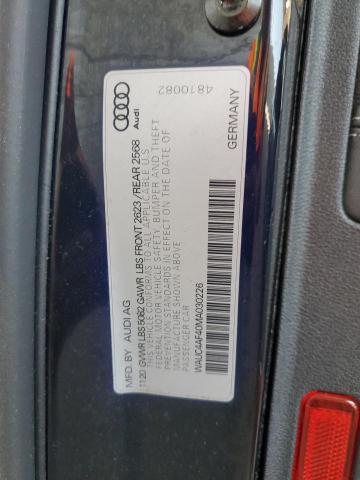 MFD. BY AUDI AG
11.20 GVWR LBS 5082 GAWR LBS FRONT 2623 / REAR 2568
THIS VEHICLE CONFORMS TO ALL APPLICABLE U.S.
FEDERAL MOTOR VEHICLE SAFETY, BUMPER AND THEFT
PREVENTION STANDARDS IN EFFECT ON THE DATE OF
MANUFACTURE SHOWN ABOVE.
PASSENGER CAR
WAUC4AF40MA030226
Audi
4810082
GERMANY